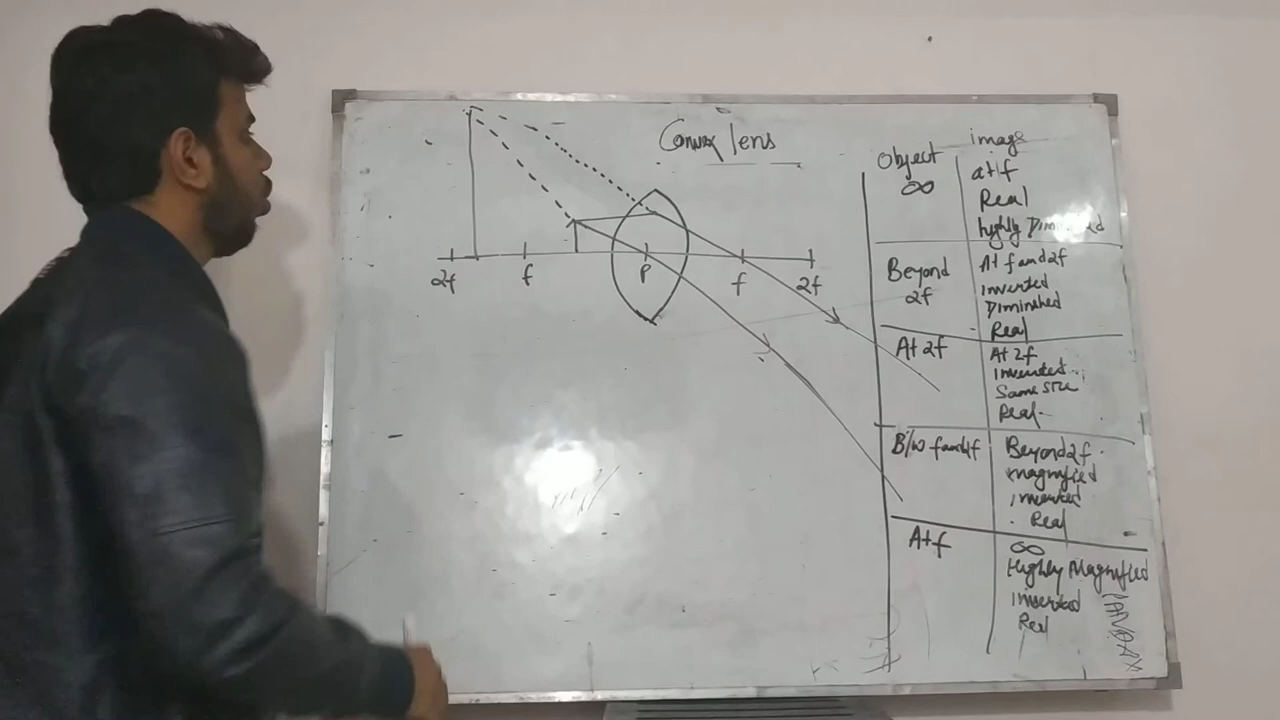 Convex lens
2f f P f 2f
Object image
∞ at f
Real
highly
Beyond 2f At f and 2f
inverted
Diminished
Real
At 2f At 2f
inverted
Same size
Real
B/w f and 2f Beyond 2f
magnified
inverted
Real
At f ∞
Highly Magnified
inverted
Real